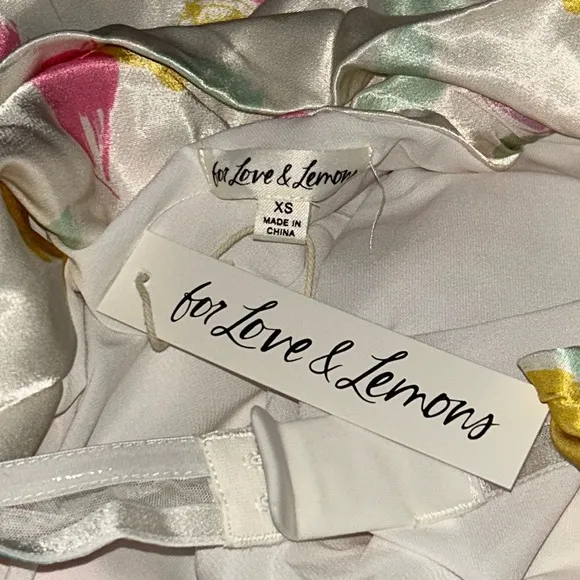 for Love & Lemons
XS
MADE IN
CHINA
for Love & Lemons